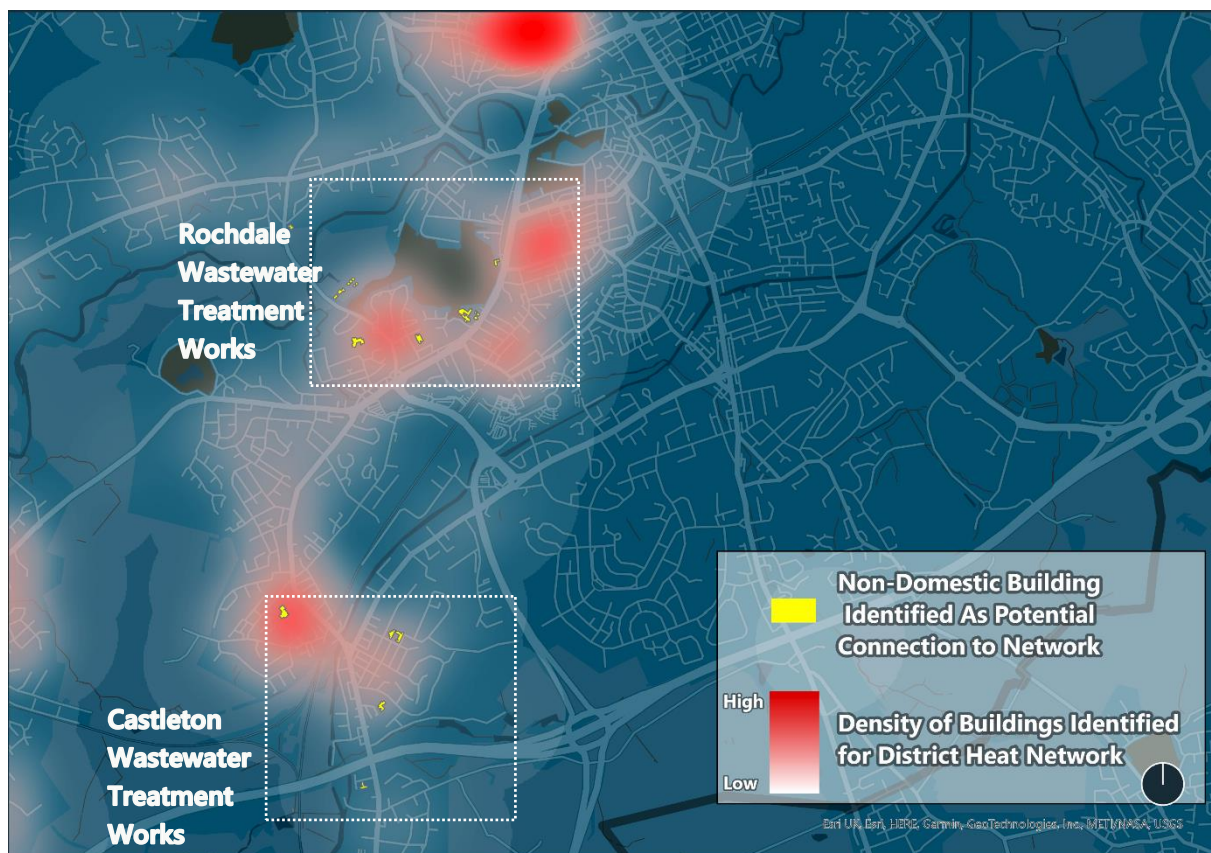 Rochdale
Wastewater
Treatment
Works
Castleton
Wastewater
Treatment
Works
Non-Domestic Building
Identified As Potential
Connection to Network
High
Density of Buildings Identified
for District Heat Network
Low
Esri UK, Esri, HERE, Garmin, GeoTechnologies, Inc, METI/NASA, USGS